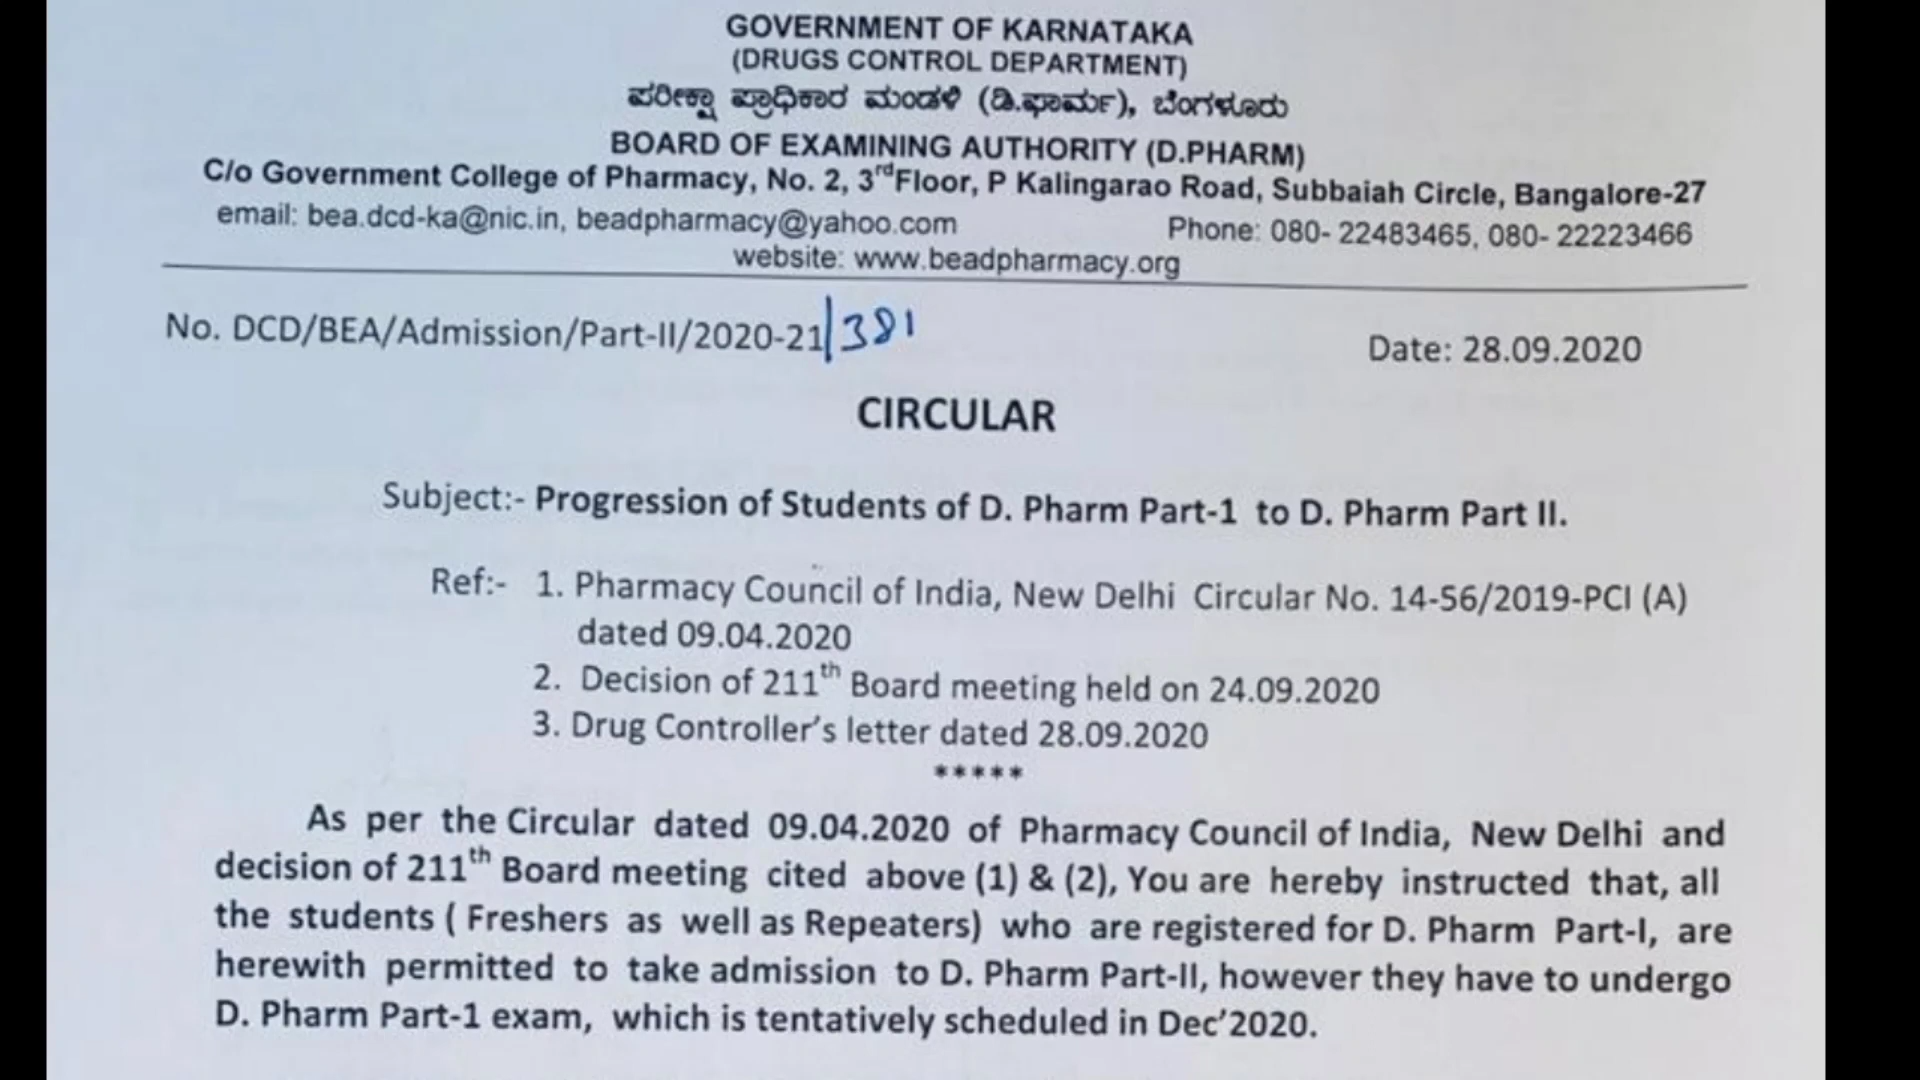 GOVERNMENT OF KARNATAKA
(DRUGS CONTROL DEPARTMENT)
ಪರೀಕ್ಷಾ ಪ್ರಾಧಿಕಾರ ಮಂಡಳಿ (ಡಿ.ಫಾರ್ಮ), ಬೆಂಗಳೂರು
BOARD OF EXAMINING AUTHORITY (D.PHARM)
C/o Government College of Pharmacy, No. 2, 3rdFloor, P Kalingarao Road, Subbaiah Circle, Bangalore-27
email: bea.dcd-ka@nic.in, beadpharmacy@yahoo.com Phone: 080- 22483465, 080- 22223466
website: www.beadpharmacy.org
No. DCD/BEA/Admission/Part-II/2020-21/381 Date: 28.09.2020
CIRCULAR
Subject:- Progression of Students of D. Pharm Part-1 to D. Pharm Part II.
Ref:- 1. Pharmacy Council of India, New Delhi Circular No. 14-56/2019-PCI (A)
dated 09.04.2020
2. Decision of 211th Board meeting held on 24.09.2020
3. Drug Controller's letter dated 28.09.2020
*****
As per the Circular dated 09.04.2020 of Pharmacy Council of India, New Delhi and
decision of 211th Board meeting cited above (1) & (2), You are hereby instructed that, all
the students ( Freshers as well as Repeaters) who are registered for D. Pharm Part-I, are
herewith permitted to take admission to D. Pharm Part-II, however they have to undergo
D. Pharm Part-1 exam, which is tentatively scheduled in Dec'2020.